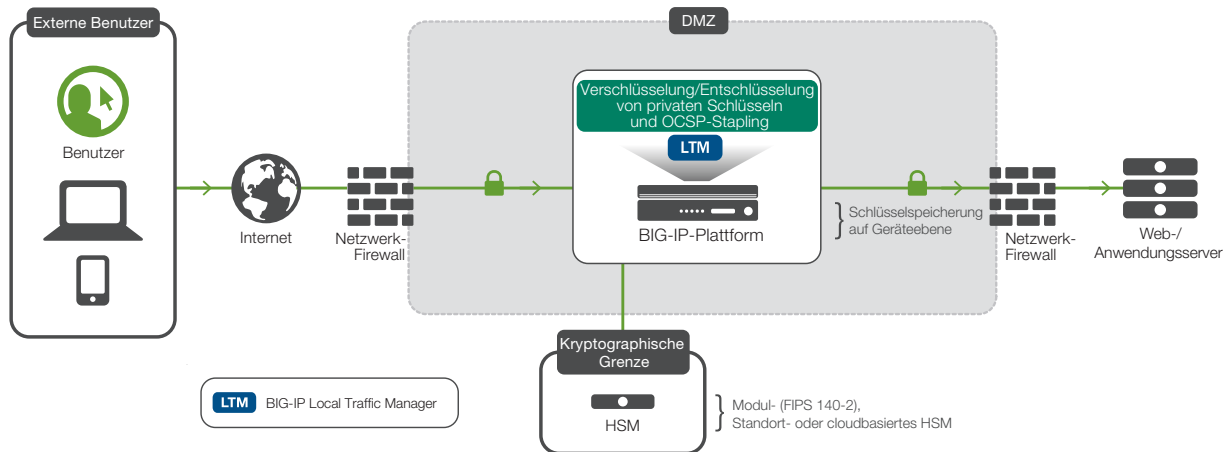 Externe Benutzer
Benutzer
Internet
Netzwerk-
Firewall
DMZ
Verschlüsselung/Entschlüsselung
von privaten Schlüsseln
und OCSP-Stapling
LTM
BIG-IP-Plattform
Schlüsselspeicherung
auf Geräteebene
Netzwerk-
Firewall
Web-/
Anwendungsserver
Kryptographische
Grenze
HSM
Modul- (FIPS 140-2),
Standort- oder cloudbasiertes HSM
LTM BIG-IP Local Traffic Manager